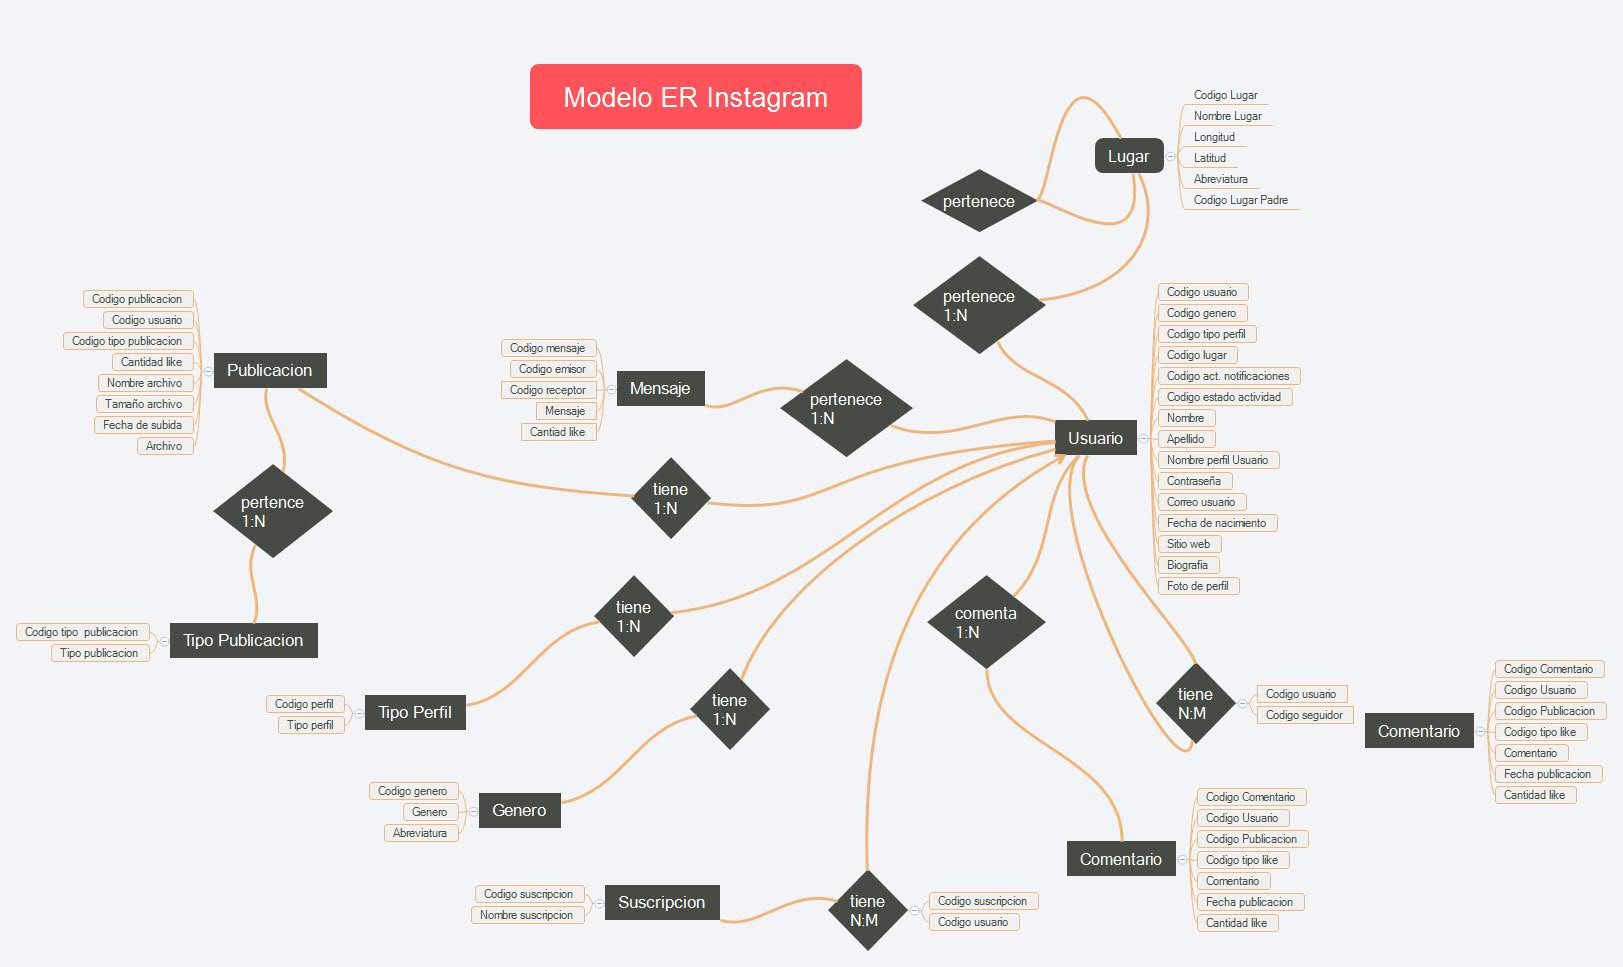 Modelo ER Instagram
Lugar
Codigo Lugar
Nombre Lugar
Longitud
Latitud
Abreviatura
Codigo Lugar Padre
pertenece
pertenece
1:N
Codigo publicacion
Codigo usuario
Codigo tipo publicacion
Cantidad like
Nombre archivo
Tamaño archivo
Fecha de subida
Archivo
Publicacion
Codigo mensaje
Codigo emisor
Codigo receptor
Mensaje
Cantiad like
Mensaje
pertenece
1:N
Usuario
Codigo usuario
Codigo genero
Codigo tipo perfil
Codigo lugar
Codigo act. notificaciones
Codigo estado actividad
Nombre
Apellido
Nombre perfil Usuario
Contraseña
Correo usuario
Fecha de nacimiento
Sitio web
Biografia
Foto de perfil
pertence
1:N
tiene
1:N
Codigo tipo  publicacion
Tipo publicacion
Tipo Publicacion
tiene
1:N
comenta
1:N
Codigo perfil
Tipo perfil
Tipo Perfil
tiene
1:N
tiene
N:M
Codigo usuario
Codigo seguidor
Comentario
Codigo Comentario
Codigo Usuario
Codigo Publicacion
Codigo tipo like
Comentario
Fecha publicacion
Cantidad like
Codigo genero
Genero
Abreviatura
Genero
Comentario
Codigo Comentario
Codigo Usuario
Codigo Publicacion
Codigo tipo like
Comentario
Fecha publicacion
Cantidad like
Codigo suscripcion
Nombre suscripcion
Suscripcion
tiene
N:M
Codigo suscripcion
Codigo usuario